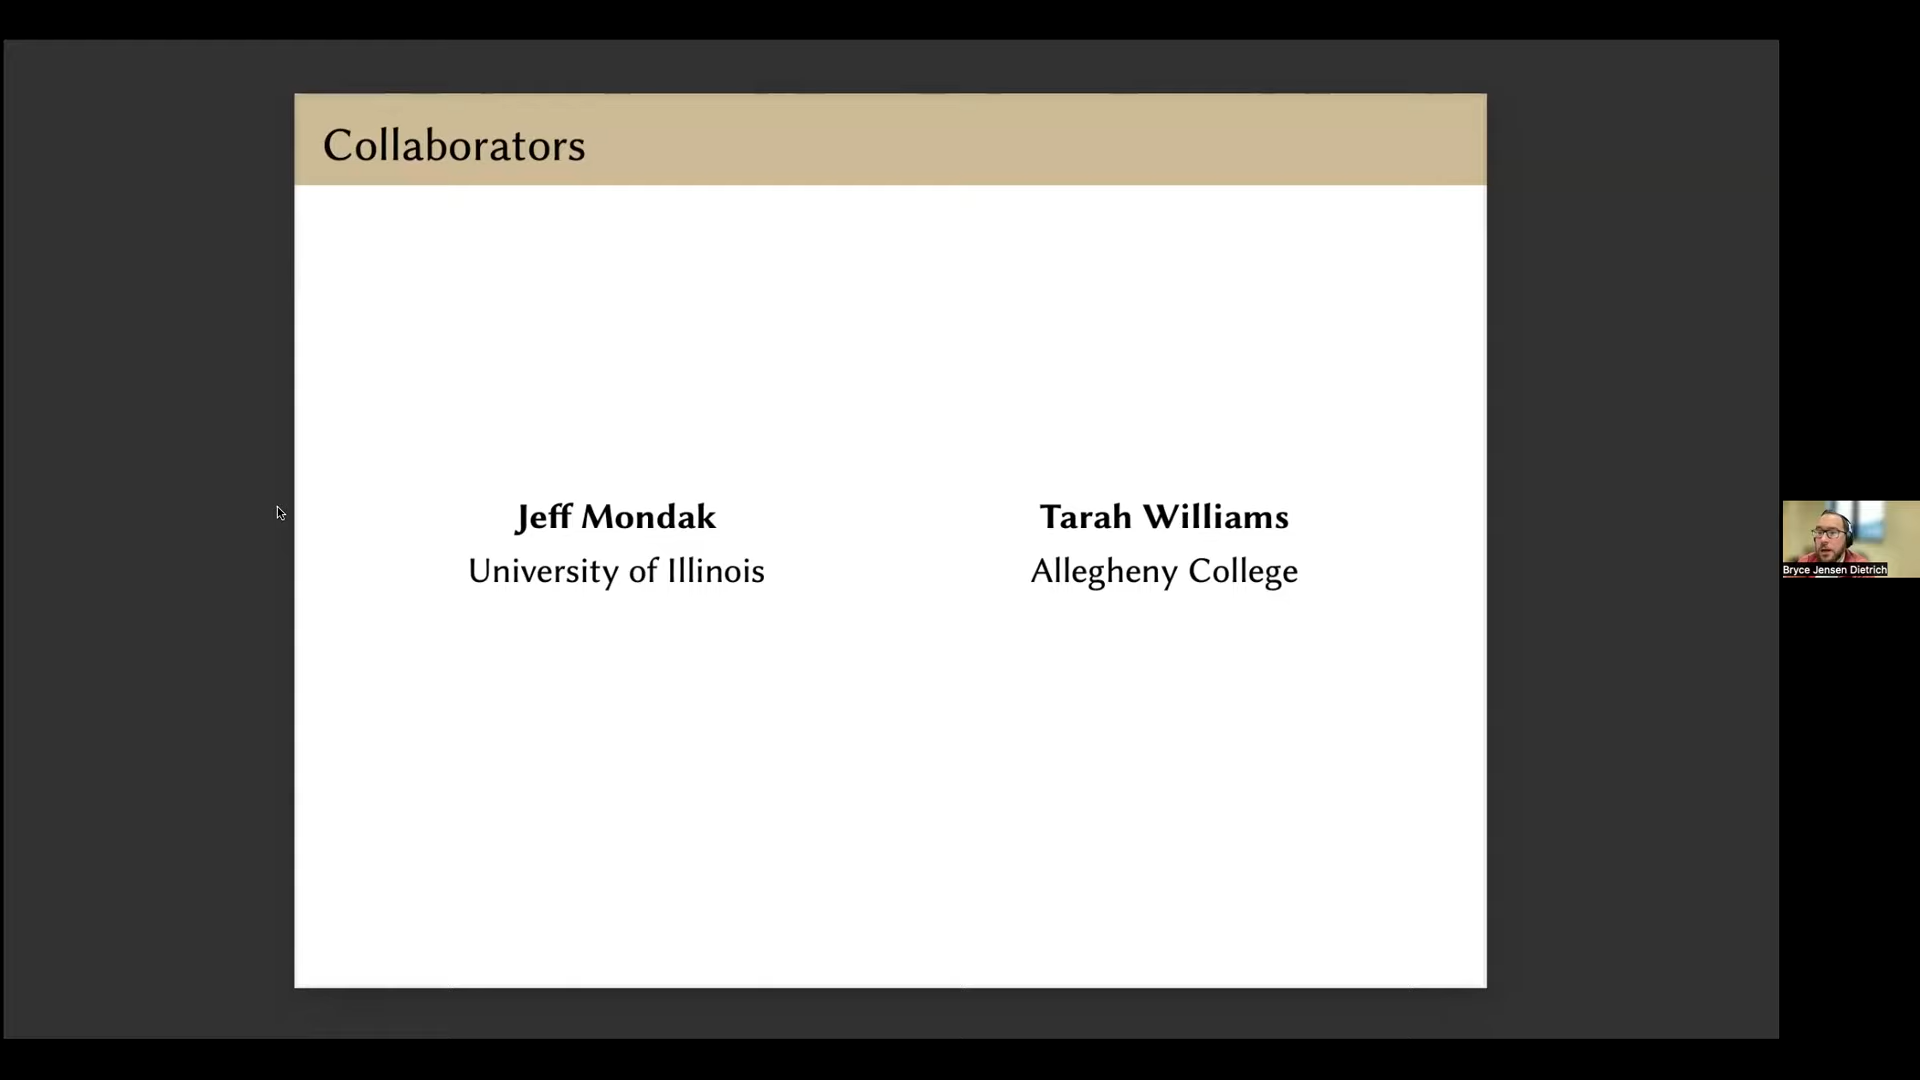 Collaborators
Jeff Mondak
University of Illinois
Tarah Williams
Allegheny College
Bryce Jensen Dietrich